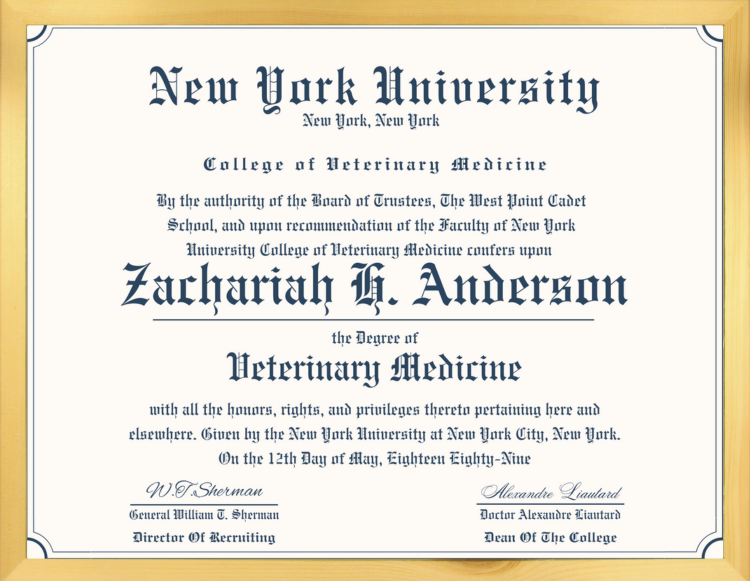 New York University
New York, New York
College of Veterinary Medicine
By the authority of the Board of Trustees, The West Point Cadet
School, and upon recommendation of the Faculty of New York
University College of Veterinary Medicine confers upon
Zachariah H. Anderson
the Degree of
Veterinary Medicine
with all the honors, rights, and privileges thereto pertaining here and
elsewhere. Given by the New York University at New York City, New York.
On the 12th Day of May, Eighteen Eighty-Nine
W.T.Sherman
General William T. Sherman
Director Of Recruiting
Alexandre Liautard
Doctor Alexandre Liautard
Dean Of The College